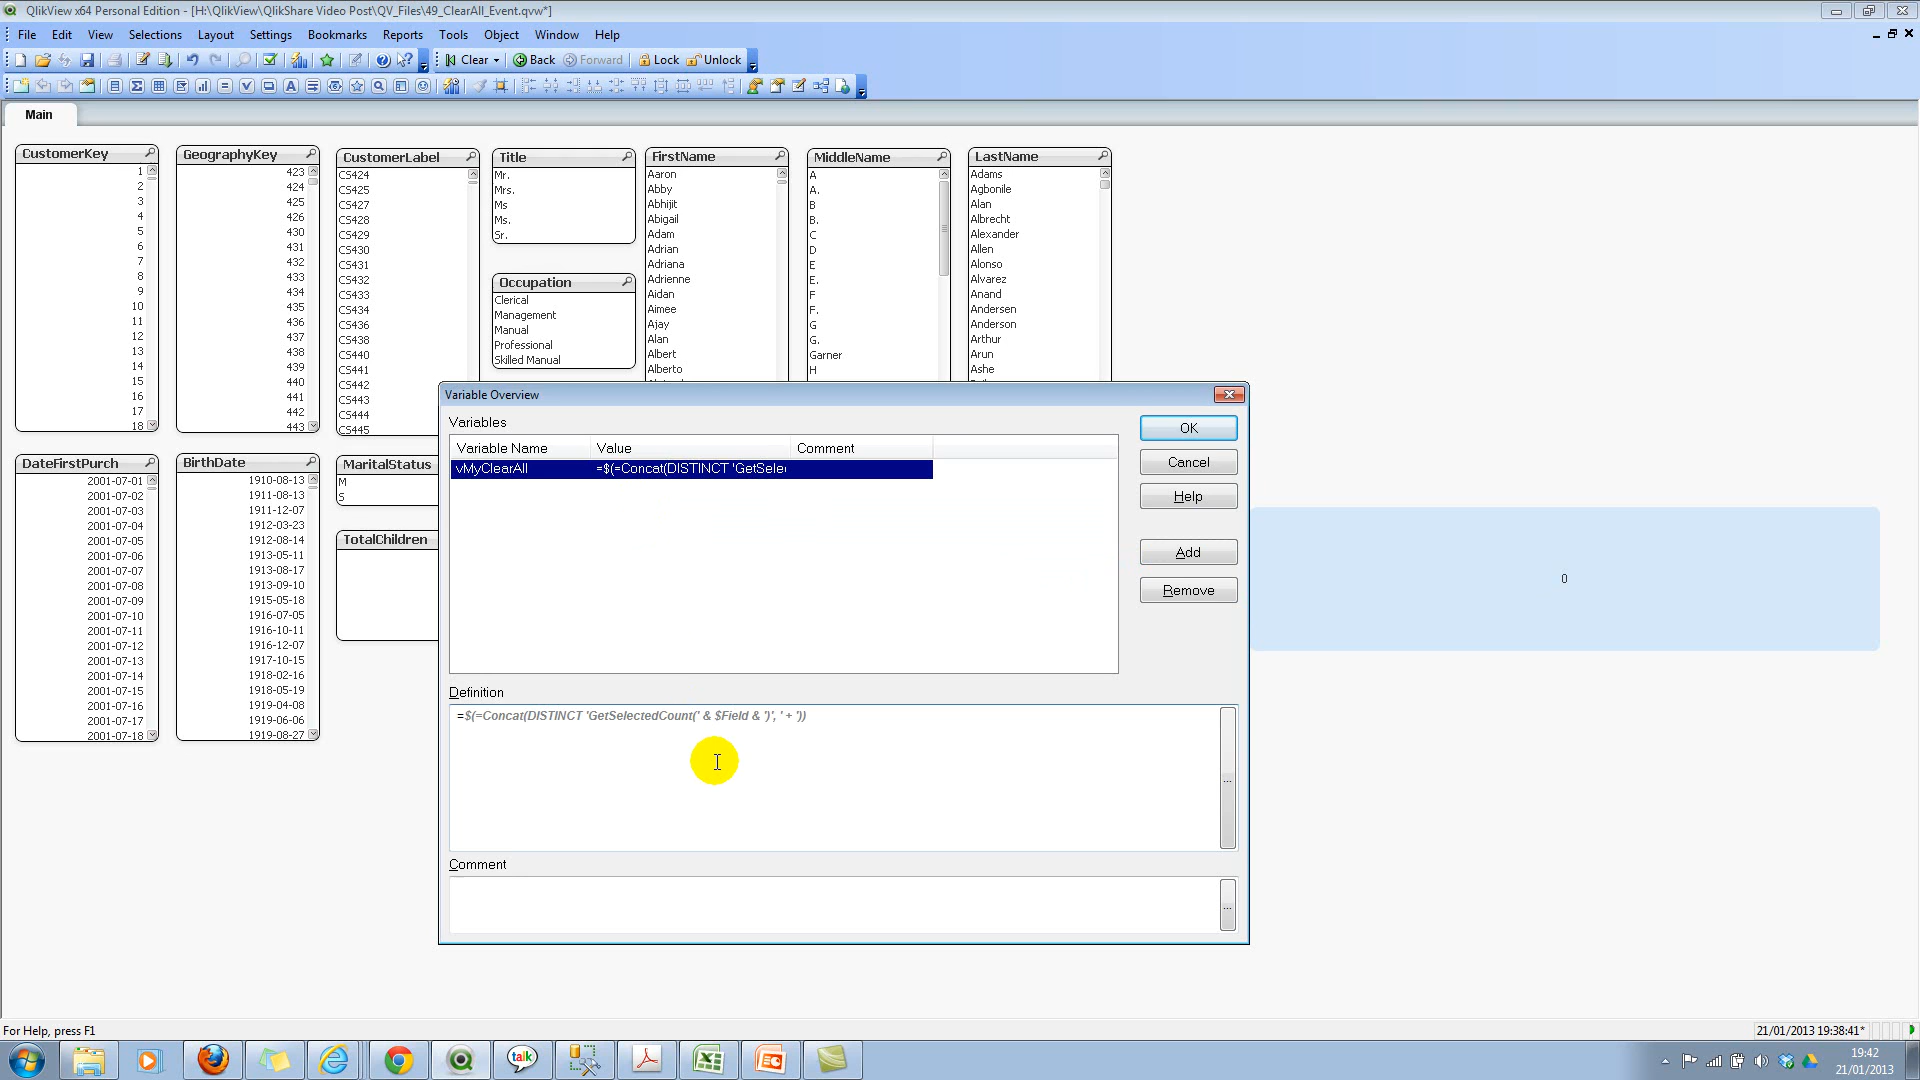 QlikView x64 Personal Edition - [H:\QlikView\QlikShare Video Post\QV_Files\49_ClearAll_Event.qvw*]
File Edit View Selections Layout Settings Bookmarks Reports Tools Object Window Help
Clear Back Forward Lock Unlock
Main
CustomerKey
1
2
3
4
5
6
7
8
9
10
11
12
13
14
15
16
17
18
GeographyKey
423
424
425
426
430
431
432
433
434
435
436
437
438
439
440
441
442
443
CustomerLabel
CS424
CS425
CS427
CS428
CS429
CS430
CS431
CS432
CS433
CS434
CS436
CS438
CS440
CS441
CS442
CS443
CS444
CS445
Title
Mr.
Mrs.
Ms
Ms.
Sr.
Occupation
Clerical
Management
Manual
Professional
Skilled Manual
FirstName
Aaron
Abby
Abhijit
Abigail
Adam
Adrian
Adriana
Adrienne
Aidan
Aimee
Ajay
Alan
Albert
Alberto
MiddleName
A
A.
B
B.
C
D
E
E.
F
F.
G
G.
Garner
H
LastName
Adams
Agbonile
Alan
Albrecht
Alexander
Allen
Alonso
Alvarez
Anand
Andersen
Anderson
Arthur
Arun
Ashe
DateFirstPurch
2001-07-01
2001-07-02
2001-07-03
2001-07-04
2001-07-05
2001-07-06
2001-07-07
2001-07-08
2001-07-09
2001-07-10
2001-07-11
2001-07-12
2001-07-13
2001-07-14
2001-07-15
2001-07-16
2001-07-17
2001-07-18
BirthDate
1910-08-13
1911-08-13
1911-12-07
1912-03-23
1912-08-14
1913-05-11
1913-08-17
1913-09-10
1915-05-18
1916-07-05
1916-10-11
1916-12-07
1917-10-15
1918-02-16
1918-05-19
1919-04-08
1919-06-06
1919-08-27
MaritalStatus
M
S
TotalChildren
Variable Overview
Variables
Variable Name Value Comment
vMyClearAll =$(=Concat(DISTINCT 'GetSele
OK
Cancel
Help
Add
Remove
Definition
=$(=Concat(DISTINCT 'GetSelectedCount(' & $Field & ')', ' + '))
...
Comment
...
0
For Help, press F1
21/01/2013 19:38:41*
talk
19:42
21/01/2013